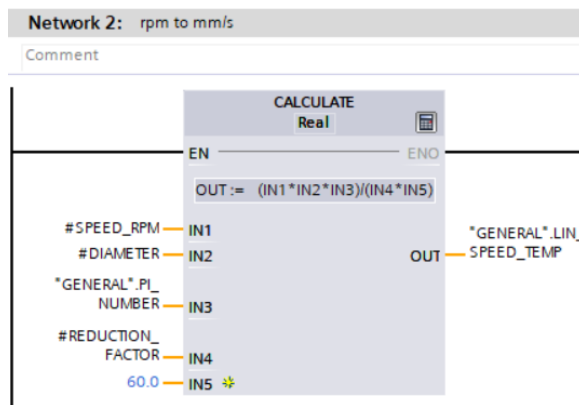 Network 2: rpm to mm/s
Comment
CALCULATE
Real
EN
ENO
OUT := (IN1*IN2*IN3)/(IN4*IN5)
#SPEED_RPM
IN1
#DIAMETER
IN2
"GENERAL".PI_
NUMBER
IN3
#REDUCTION_
FACTOR
IN4
60.0
IN5
OUT
"GENERAL".LIN_
SPEED_TEMP